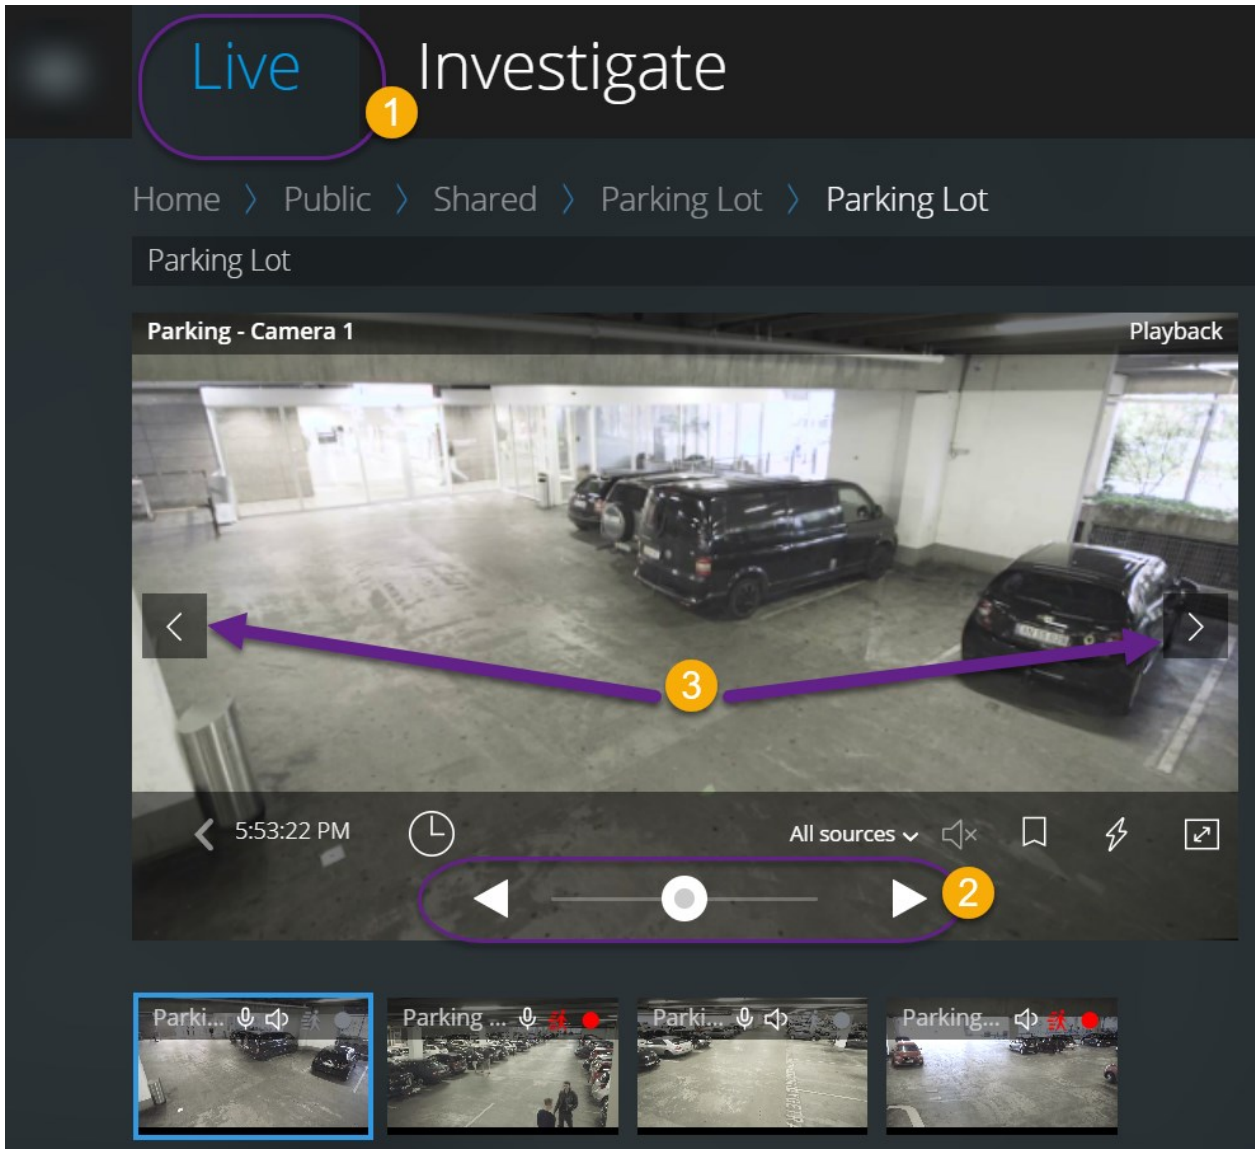 Live Investigate
1
Home 〉 Public 〉 Shared 〉 Parking Lot 〉 Parking Lot
Parking Lot
Parking - Camera 1 Playback
3
5:53:22 PM All sources
2
Parki... Parking ... Parki... Parking...